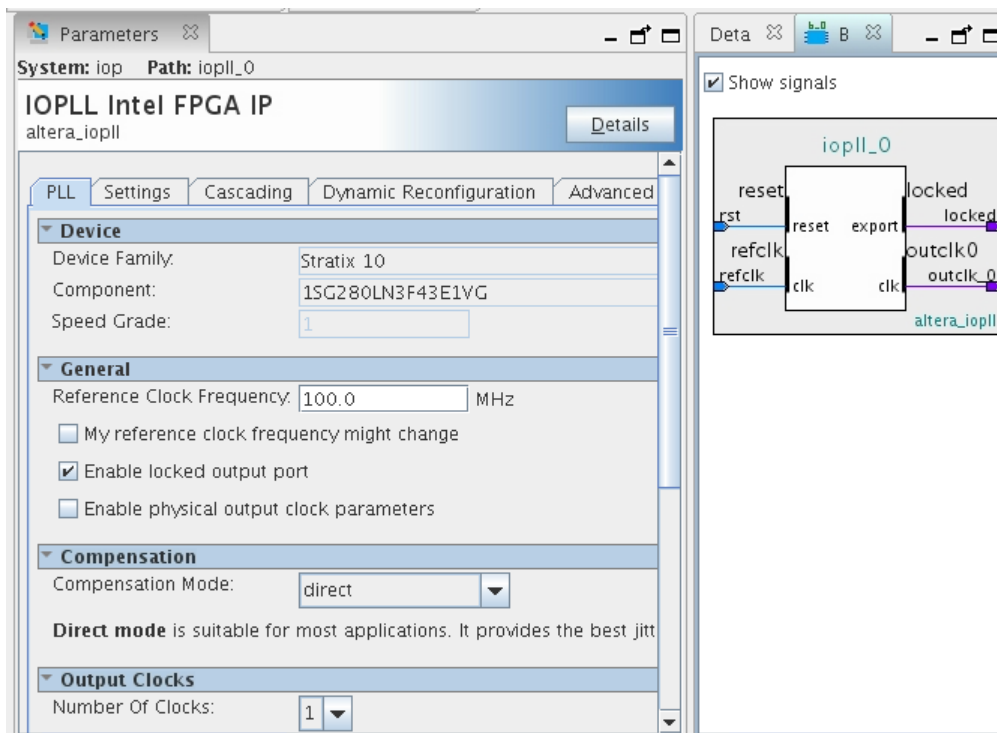 Parameters
System: iop Path: iopll_0
IOPLL Intel FPGA IP
altera_iopll
Details
PLL Settings Cascading Dynamic Reconfiguration Advanced
Device
Device Family: Stratix 10
Component: 1SG280LN3F43E1VG
Speed Grade: 1
General
Reference Clock Frequency: 100.0 MHz
My reference clock frequency might change
Enable locked output port
Enable physical output clock parameters
Compensation
Compensation Mode: direct
Direct mode is suitable for most applications. It provides the best jitt
Output Clocks
Number Of Clocks: 1
Deta B
Show signals
iopll_0
reset locked
rst locked
reset export
refclk outclk0
refclk outclk_0
clk clk
altera_iopll